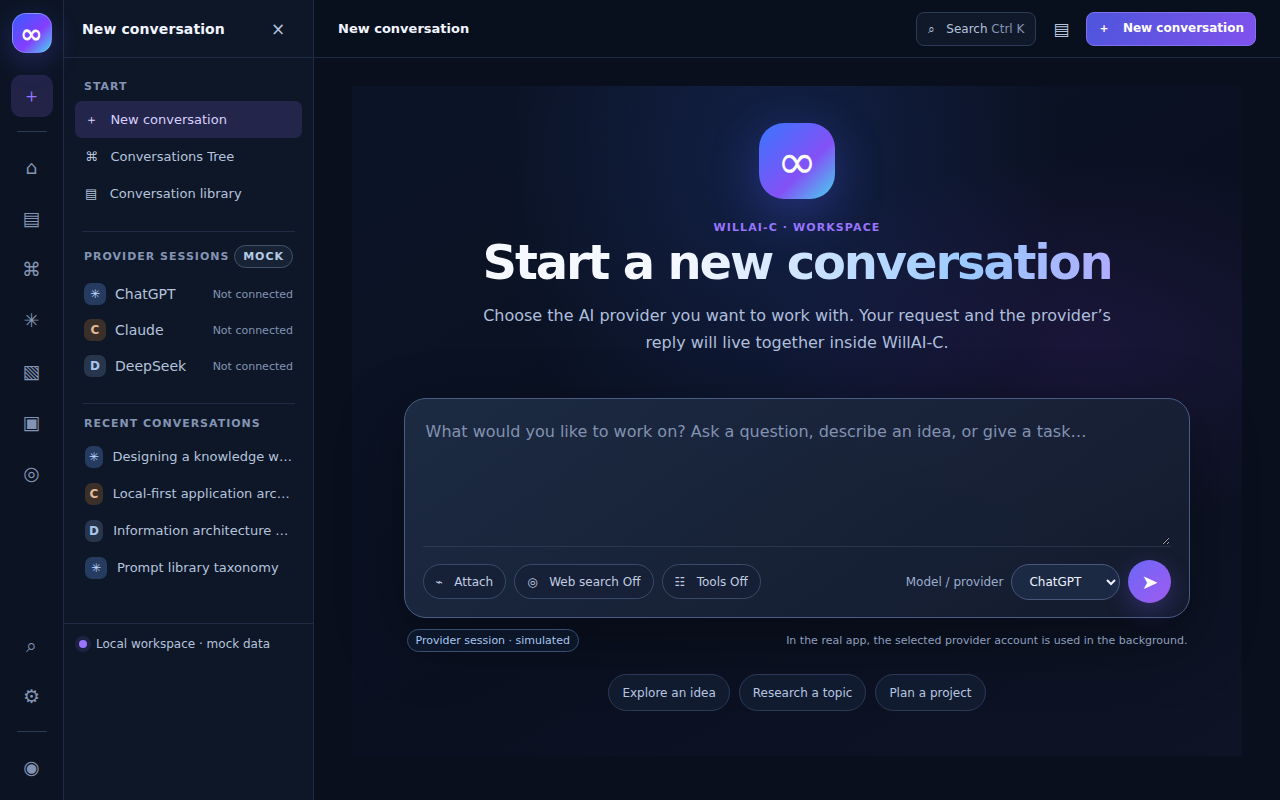 ∞
New conversation
×
START
+ New conversation
⌘ Conversations Tree
Conversation library
PROVIDER SESSIONS MOCK
ChatGPT Not connected
C Claude Not connected
D DeepSeek Not connected
RECENT CONVERSATIONS
Designing a knowledge w...
C Local-first application arc...
D Information architecture ...
Prompt library taxonomy
Local workspace · mock data
New conversation
Search Ctrl K
+ New conversation
∞
WILLAI-C · WORKSPACE
Start a new conversation
Choose the AI provider you want to work with. Your request and the provider’s
reply will live together inside WillAI-C.
What would you like to work on? Ask a question, describe an idea, or give a task...
Attach
Web search Off
Tools Off
Model / provider
ChatGPT
Provider session · simulated
In the real app, the selected provider account is used in the background.
Explore an idea
Research a topic
Plan a project